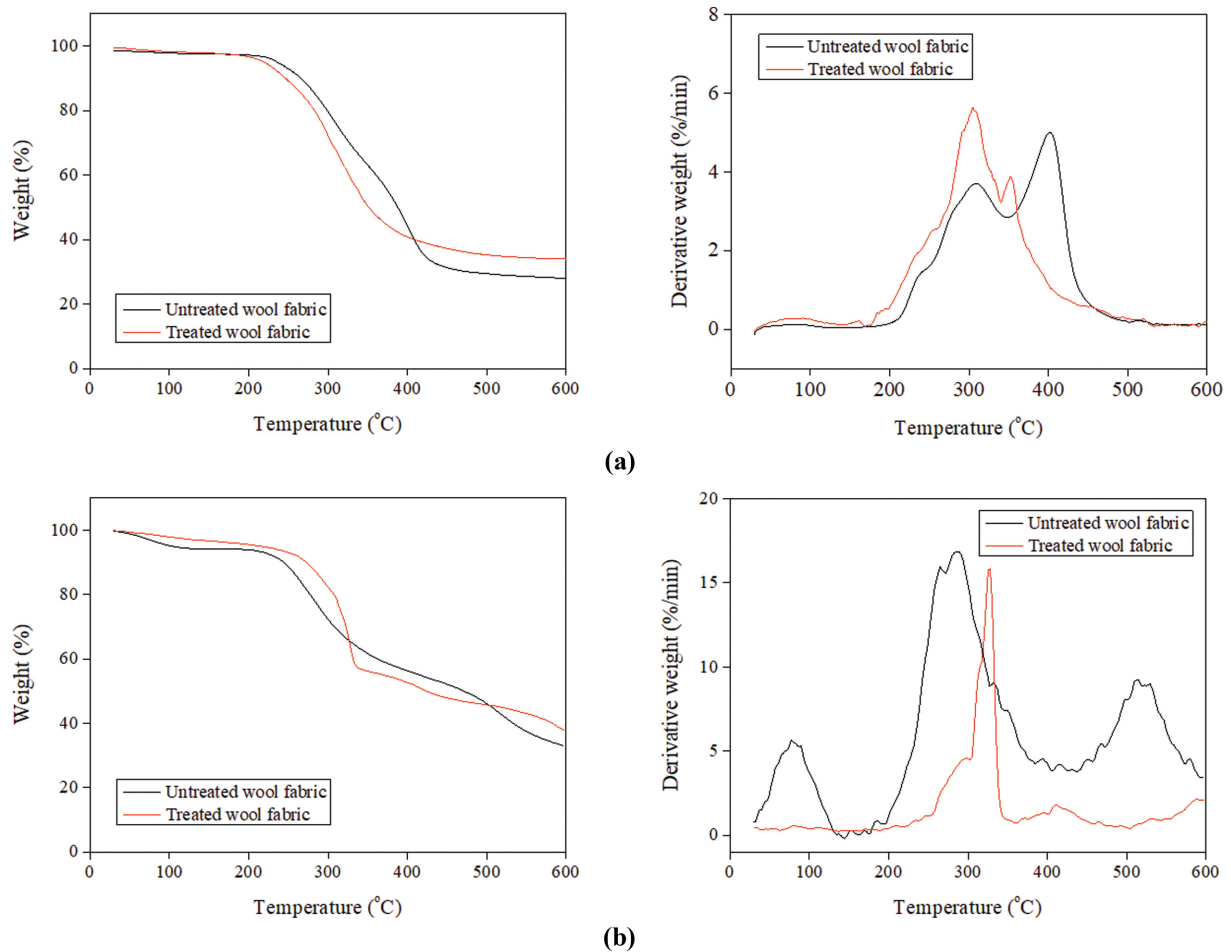 100
80
60
40
20
0
Weight (%)
Untreated wool fabric
Treated wool fabric
0 100 200 300 400 500 600
Temperature (°C)
8
6
4
2
0
Derivative weight (%/min)
Untreated wool fabric
Treated wool fabric
0 100 200 300 400 500 600
Temperature (°C)
(a)
100
80
60
40
20
0
Weight (%)
Untreated wool fabric
Treated wool fabric
0 100 200 300 400 500 600
Temperature (°C)
20
15
10
5
0
Derivative weight (%/min)
Untreated wool fabric
Treated wool fabric
0 100 200 300 400 500 600
Temperature (°C)
(b)